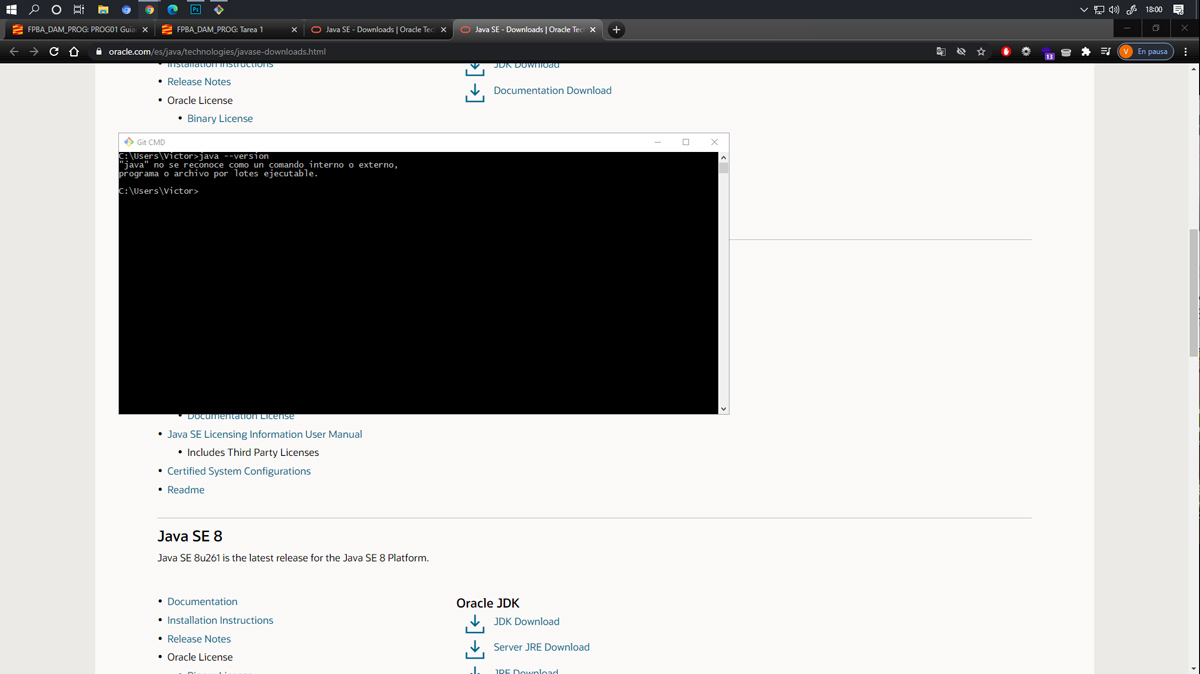 18:00
FPBA_DAM_PROG: PROG01 Guia
FPBA_DAM_PROG: Tarea 1
Java SE - Downloads | Oracle Tec
Java SE - Downloads | Oracle Tec
oracle.com/es/java/technologies/javase-downloads.html
13
V En pausa
Installation Instructions
JDK Download
Release Notes
Documentation Download
Oracle License
Binary License
Git CMD
C:\Users\Victor>java --version
"java" no se reconoce como un comando interno o externo,
programa o archivo por lotes ejecutable.
C:\Users\Victor>
Documentation License
Java SE Licensing Information User Manual
Includes Third Party Licenses
Certified System Configurations
Readme
Java SE 8
Java SE 8u261 is the latest release for the Java SE 8 Platform.
Documentation
Oracle JDK
Installation Instructions
JDK Download
Release Notes
Server JRE Download
Oracle License
Binary License
JRE Download